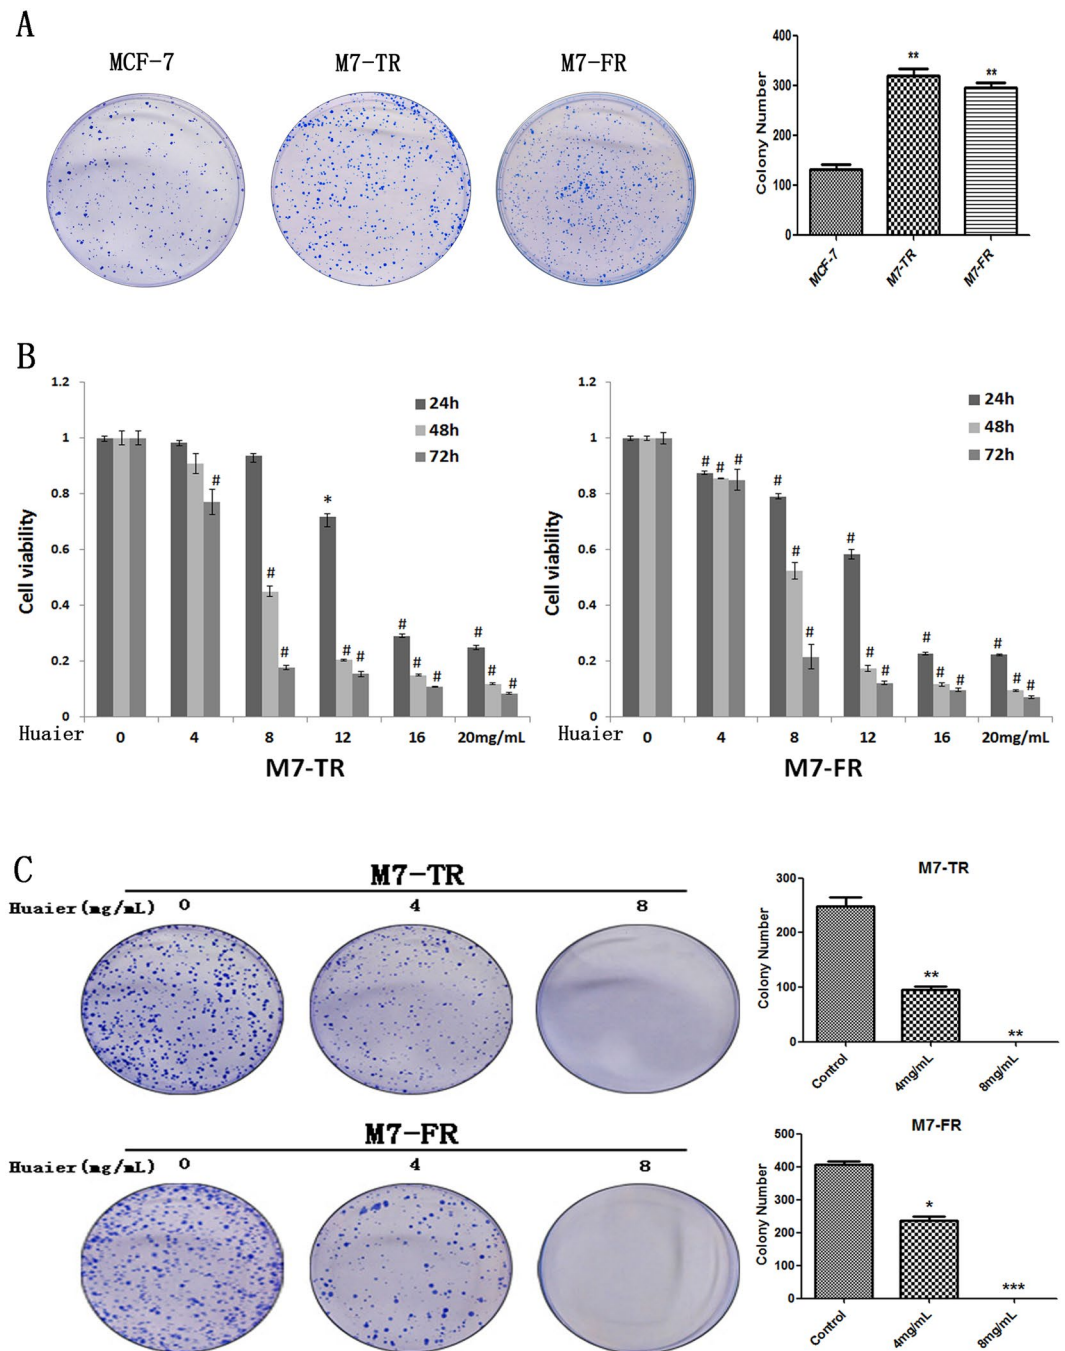 A
MCF-7
M7-TR
M7-FR
Colony Number
400
300
200
100
0
**
**
MCF-7
M7-TR
M7-FR
B
Cell viability
1.2
1
0.8
0.6
0.4
0.2
0
24h
48h
72h
# # * # # # # # # # # #
Huaier 0 4 8 12 16 20mg/mL
M7-TR
Cell viability
1.2
1
0.8
0.6
0.4
0.2
0
24h
48h
72h
# # # # # # # # # # # # # # #
Huaier 0 4 8 12 16 20mg/mL
M7-FR
C
M7-TR
Huaier(mg/mL) 0 4 8
M7-TR
Colony Number
300
200
100
0
**
**
Control
4mg/mL
8mg/mL
M7-FR
Huaier(mg/mL) 0 4 8
M7-FR
Colony Number
500
400
300
200
100
0
*
***
Control
4mg/mL
8mg/mL